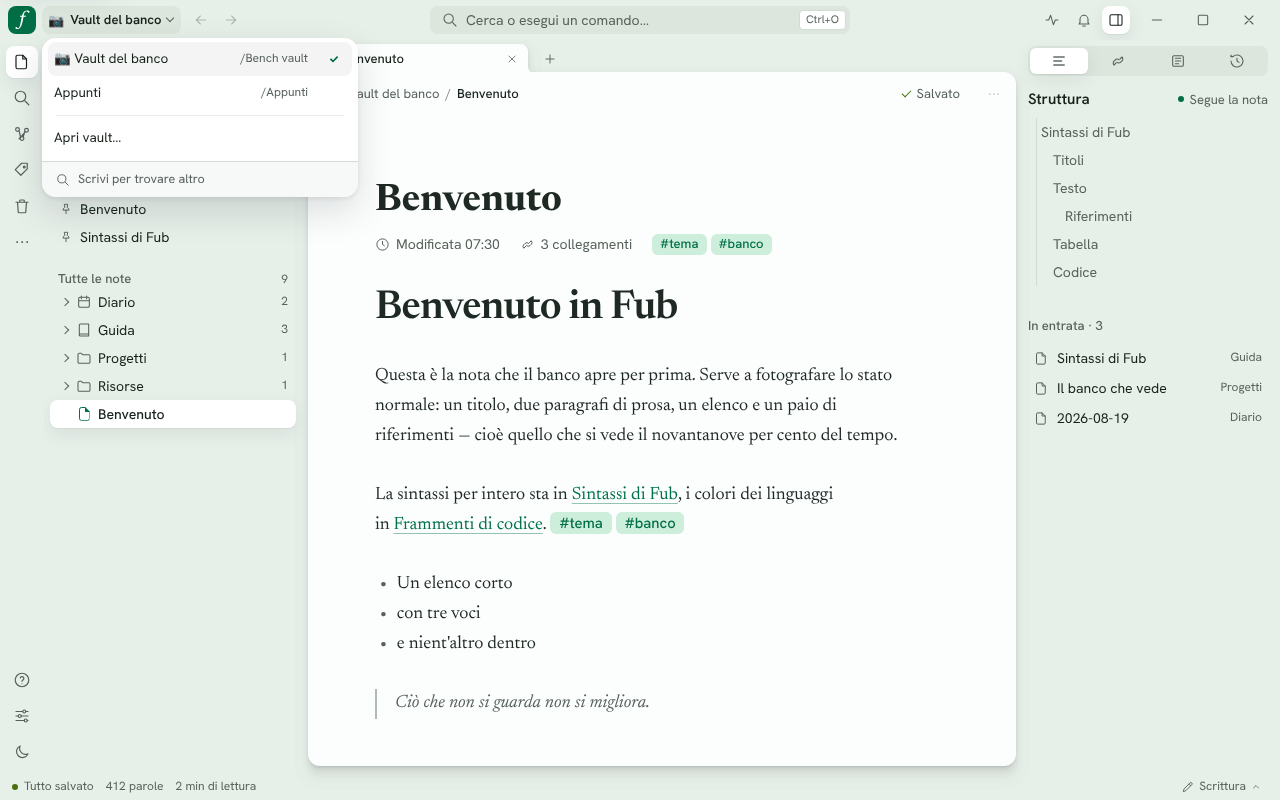 f
Vault del banco
Cerca o esegui un comando...
Ctrl+O
Vault del banco
/Bench vault
Appunti
/Appunti
Apri vault...
Scrivi per trovare altro
Benvenuto
Sintassi di Fub
Tutte le note
9
Diario
2
Guida
3
Progetti
1
Risorse
1
Benvenuto
nvenuto
ault del banco / Benvenuto
Salvato
Benvenuto
Modificata 07:30
3 collegamenti
#tema
#banco
Benvenuto in Fub
Questa è la nota che il banco apre per prima. Serve a fotografare lo stato
normale: un titolo, due paragrafi di prosa, un elenco e un paio di
riferimenti — cioè quello che si vede il novantanove per cento del tempo.
La sintassi per intero sta in Sintassi di Fub, i colori dei linguaggi
in Frammenti di codice. #tema #banco
• Un elenco corto
• con tre voci
• e nient'altro dentro
Ciò che non si guarda non si migliora.
Struttura
Segue la nota
Sintassi di Fub
Titoli
Testo
Riferimenti
Tabella
Codice
In entrata · 3
Sintassi di Fub
Guida
Il banco che vede
Progetti
2026-08-19
Diario
Tutto salvato
412 parole
2 min di lettura
Scrittura